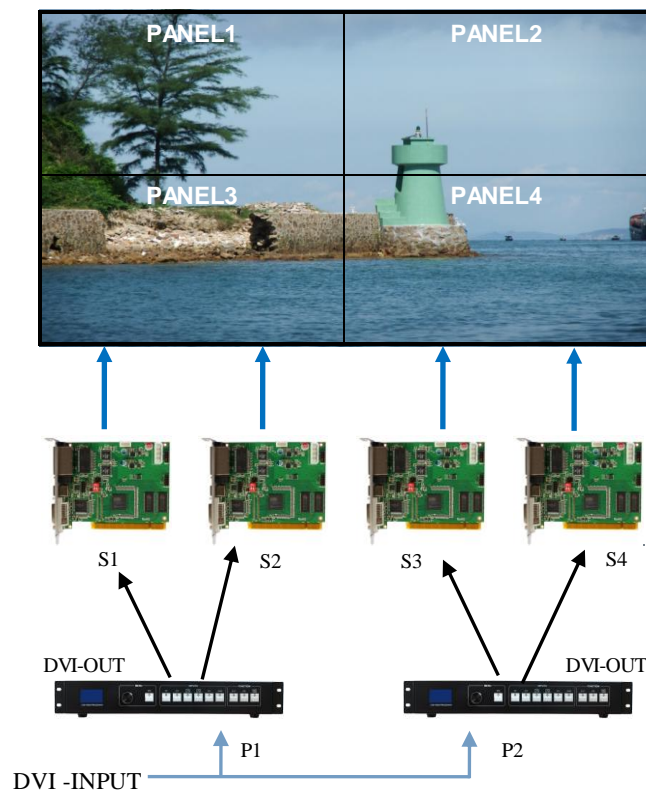 PANEL1 PANEL2
PANEL3 PANEL4
S1 S2 S3 S4
DVI-OUT DVI-OUT
P1 P2
DVI -INPUT